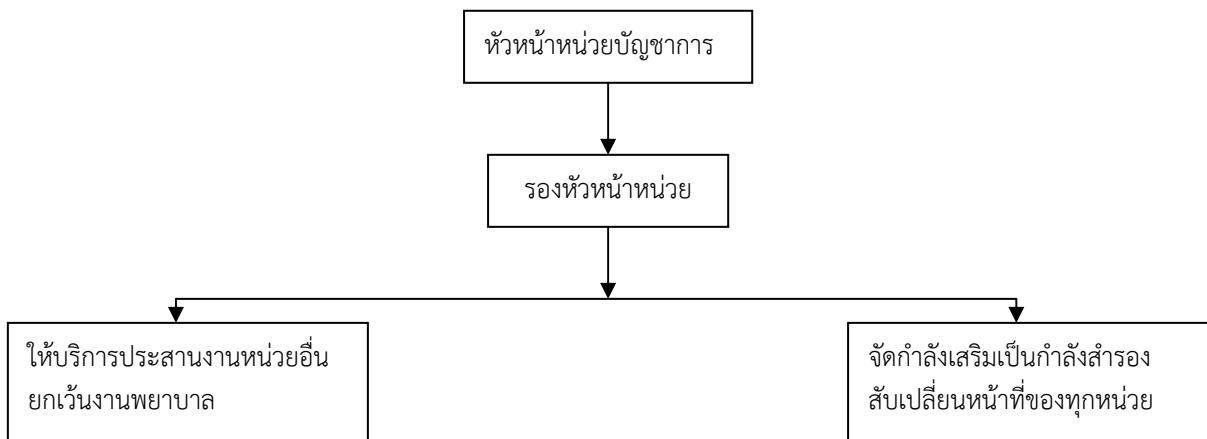 หัวหน้าหน่วยบัญชาการ
รองหัวหน้าหน่วย
ให้บริการประสานงานหน่วยอื่น
ยกเว้นงานพยาบาล
จัดกำลังเสริมเป็นกำลังสำรอง
สับเปลี่ยนหน้าที่ของทุกหน่วย